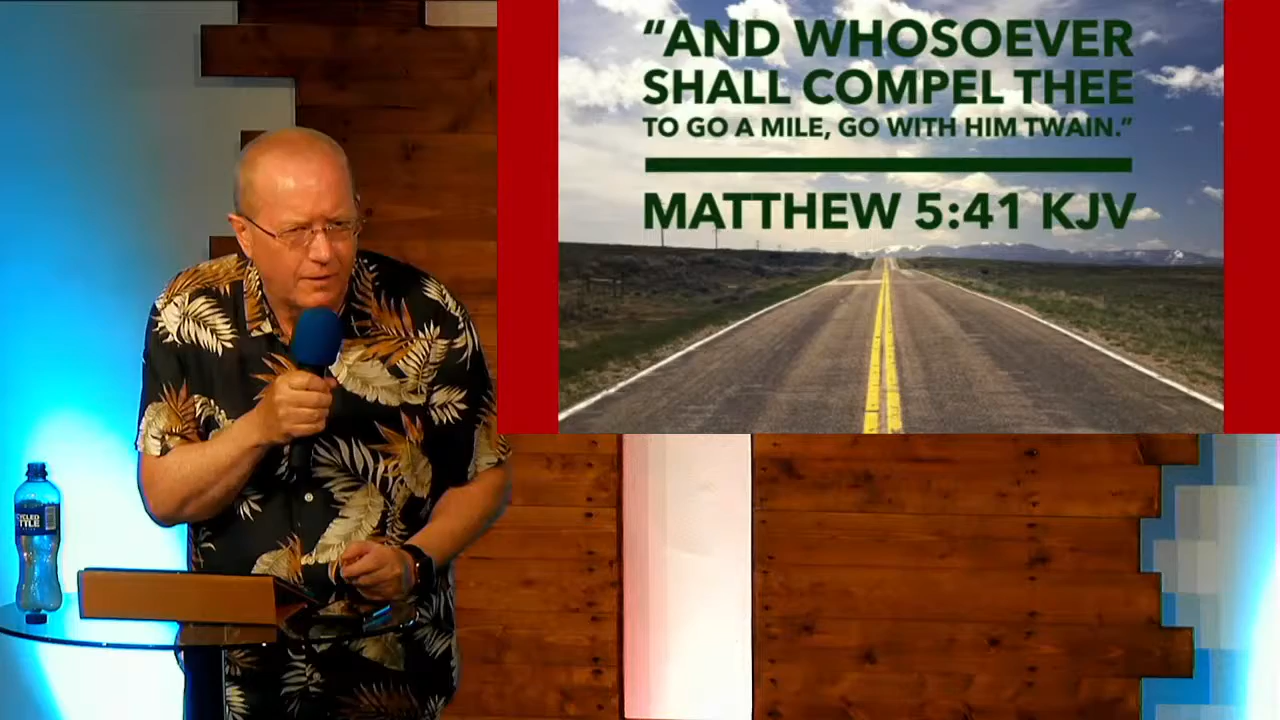 “AND WHOSOEVER
SHALL COMPEL THEE
TO GO A MILE, GO WITH HIM TWAIN.”
MATTHEW 5:41 KJV